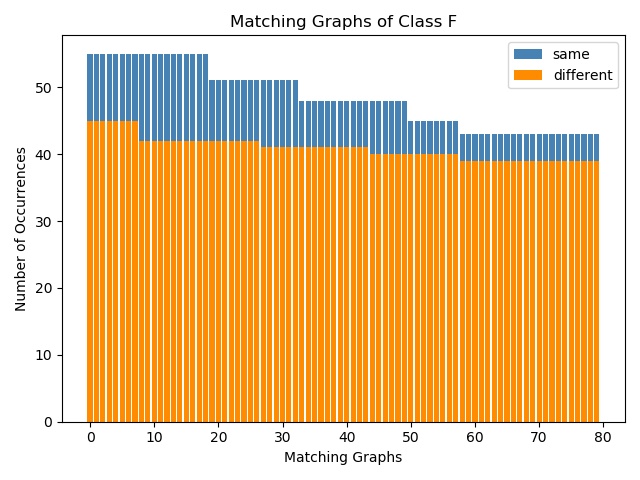 Matching Graphs of Class F
same
different
Number of Occurrences
50
40
30
20
10
0
0 10 20 30 40 50 60 70 80
Matching Graphs